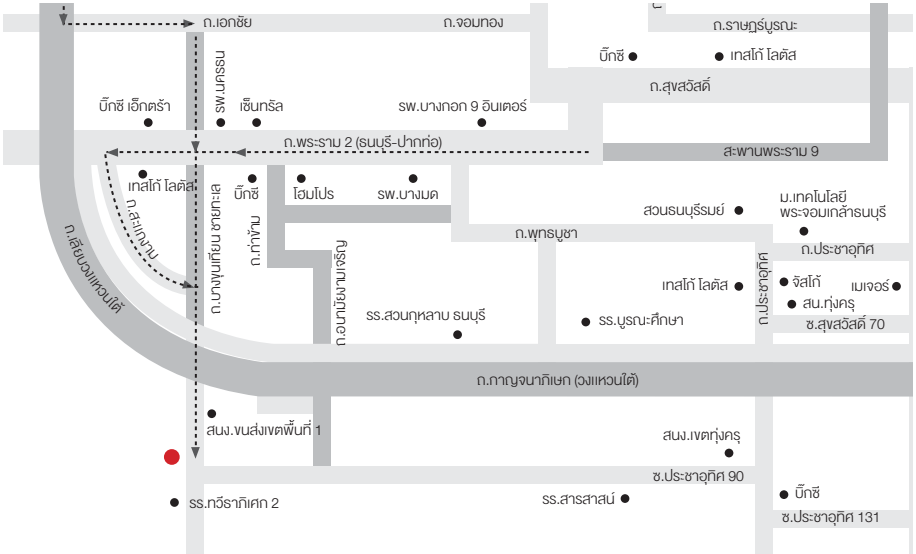 ถ.เอกชัย
ถ.จอมทอง
ถ.ราษฎร์บูรณะ
บิ๊กซี
เทสโก้ โลตัส
ถ.สุขสวัสดิ์
รพ.นครธน
บิ๊กซี เอ็กตร้า
เซ็นทรัล
รพ.บางกอก 9 อินเตอร์
ถ.พระราม 2 (ธนบุรี-ปากท่อ)
สะพานพระราม 9
เทสโก้ โลตัส
บิ๊กซี
โฮมโปร
รพ.บางมด
ถ.สะแกงาม
ถ.บางขุนเทียน ชายทะเล
ถ.ท่าข้าม
สวนธนบุรีรมย์
ม.เทคโนโลยี
พระจอมเกล้าธนบุรี
ถ.พุทธบูชา
ถ.ประชาอุทิศ
ถ.เลียบวงแหวนใต้
ถ.อนามัยงามเจริญ
ถ.ประชาอุทิศ
เทสโก้ โลตัส
จัสโก้
เมเจอร์
สน.ทุ่งครุ
รร.สวนกุหลาบ ธนบุรี
รร.บูรณะศึกษา
ซ.สุขสวัสดิ์ 70
ถ.กาญจนาภิเษก (วงแหวนใต้)
สนง.ขนส่งเขตพื้นที่ 1
สนง.เขตทุ่งครุ
ซ.ประชาอุทิศ 90
รร.ทวีธาภิเศก 2
รร.สารสาสน์
บิ๊กซี
ซ.ประชาอุทิศ 131